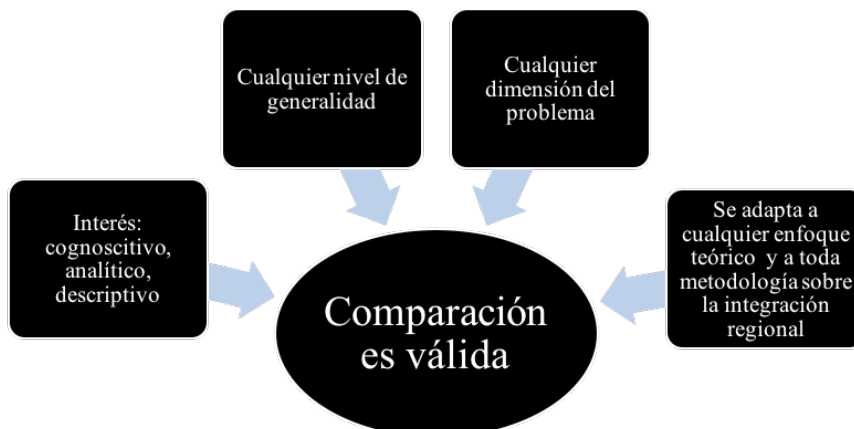 Cualquier nivel de
generalidad
Cualquier
dimensión del
problema
Interés:
cognoscitivo,
analítico,
descriptivo
Se adapta a
cualquier enfoque
teórico y a toda
metodología sobre
la integración
regional
Comparación
es válida